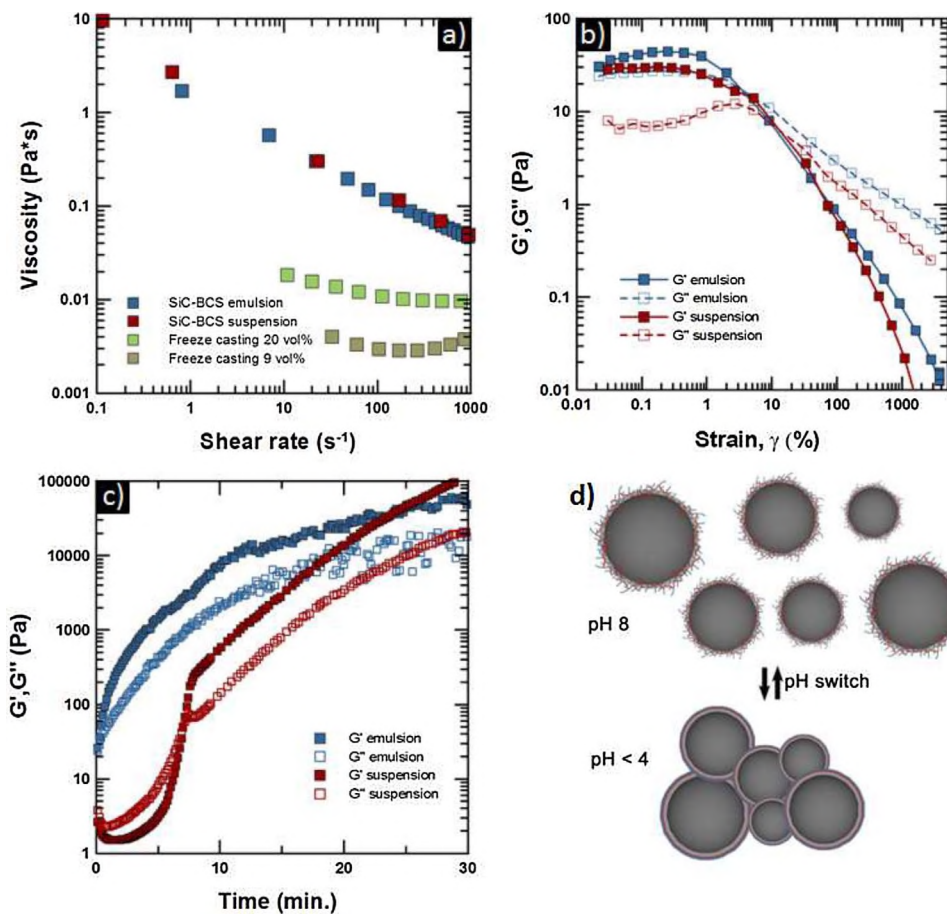 a)
10
1
0.1
0.01
0.001
0.1 1 10 100 1000
Viscosity (Pa*s)
Shear rate (s⁻¹)
SiC-BCS emulsion
SiC-BCS suspension
Freeze casting 20 vol%
Freeze casting 9 vol%
b)
100
10
1
0.1
0.01
0.01 0.1 1 10 100 1000
G',G'' (Pa)
Strain, γ (%)
G' emulsion
G'' emulsion
G' suspension
G'' suspension
c)
100000
10000
1000
100
10
1
0 10 20 30
G',G'' (Pa)
Time (min.)
G' emulsion
G'' emulsion
G' suspension
G'' suspension
d)
pH 8
pH switch
pH < 4